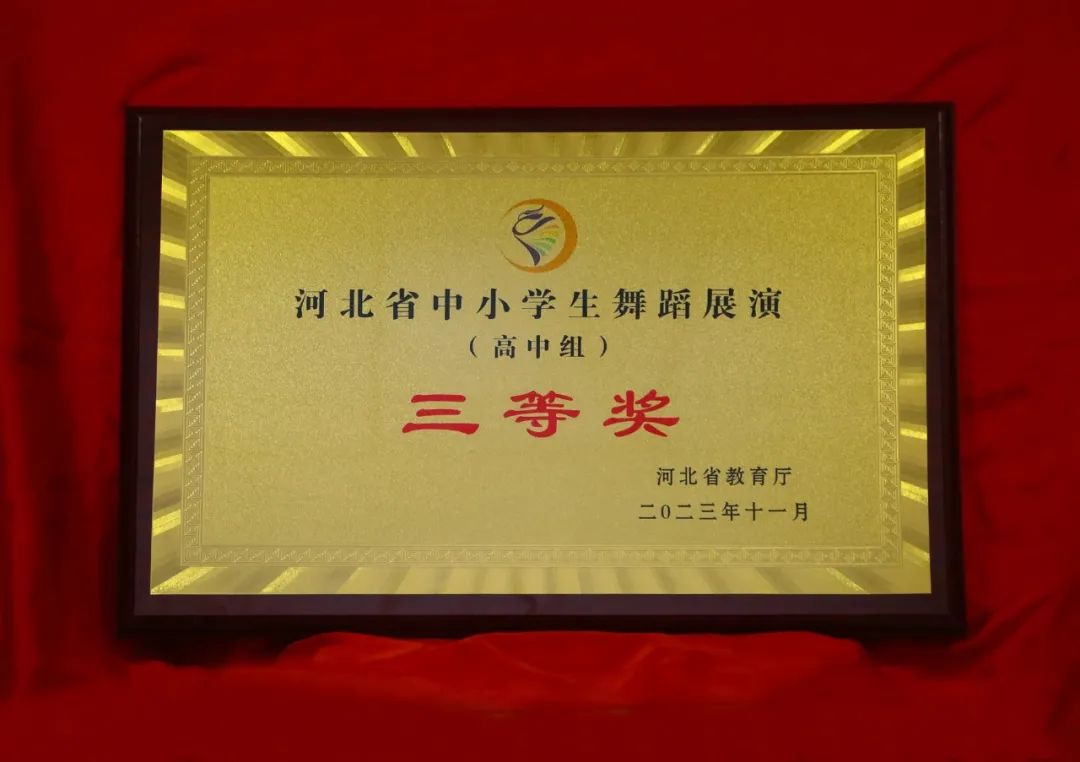 河北省中小学生舞蹈展演
（高中组）
三等奖
河北省教育厅
二0二三年十一月